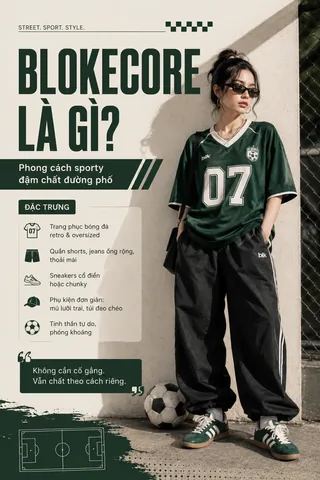 STREET. SPORT. STYLE.
BLOKECORE
LÀ GÌ?
Phong cách sporty
đậm chất đường phố
ĐẶC TRƯNG
07
Trang phục bóng đá
retro & oversized
Quần shorts, jeans ống rộng,
thoải mái
Sneakers cổ điển
hoặc chunky
Phụ kiện đơn giản:
mũ lưỡi trai, túi đeo chéo
Tinh thần tự do,
phóng khoáng
Không cần cố gắng.
Vẫn chất theo cách riêng.
blk
07
blk